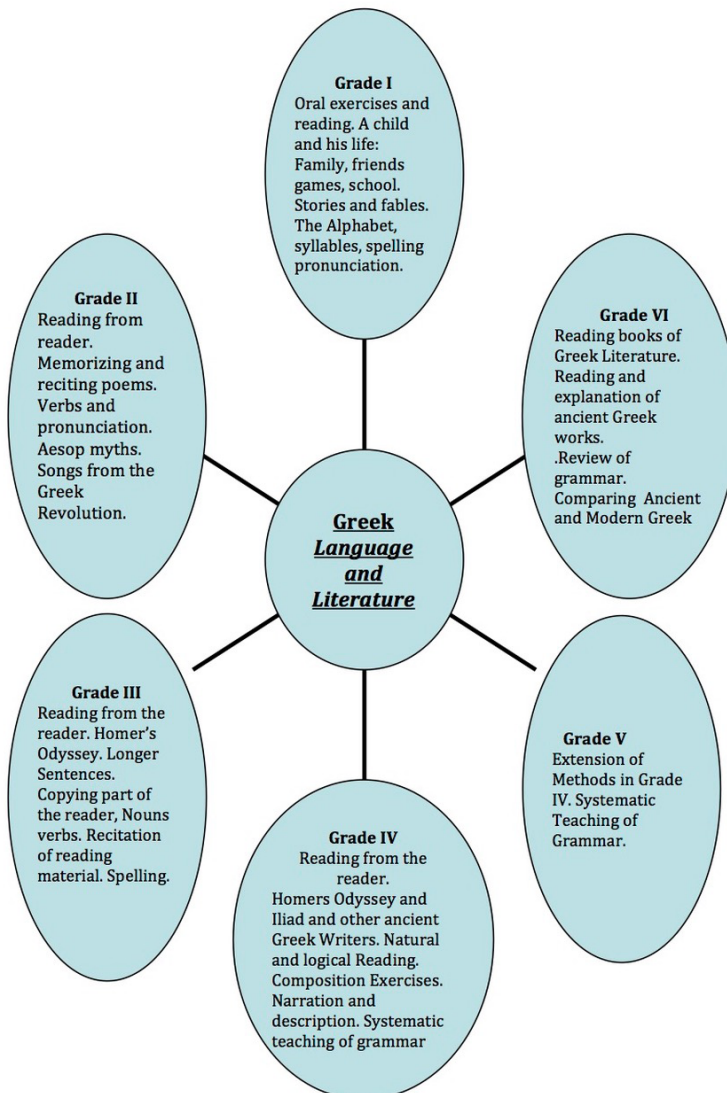 Grade I
Oral exercises and
reading. A child
and his life:
Family, friends
games, school.
Stories and fables.
The Alphabet,
syllables, spelling
pronunciation.
Grade II
Reading from
reader.
Memorizing and
reciting poems.
Verbs and
pronunciation.
Aesop myths.
Songs from the
Greek
Revolution.
Grade VI
Reading books of
Greek Literature.
Reading and
explanation of
ancient Greek
works.
.Review of
grammar.
Comparing Ancient
and Modern Greek
Greek
Language
and
Literature
Grade III
Reading from the
reader. Homer's
Odyssey. Longer
Sentences.
Copying part of
the reader, Nouns
verbs. Recitation
of reading
material. Spelling.
Grade V
Extension of
Methods in Grade
IV. Systematic
Teaching of
Grammar.
Grade IV
Reading from the
reader.
Homers Odyssey and
Iliad and other ancient
Greek Writers. Natural
and logical Reading.
Composition Exercises.
Narration and
description. Systematic
teaching of grammar